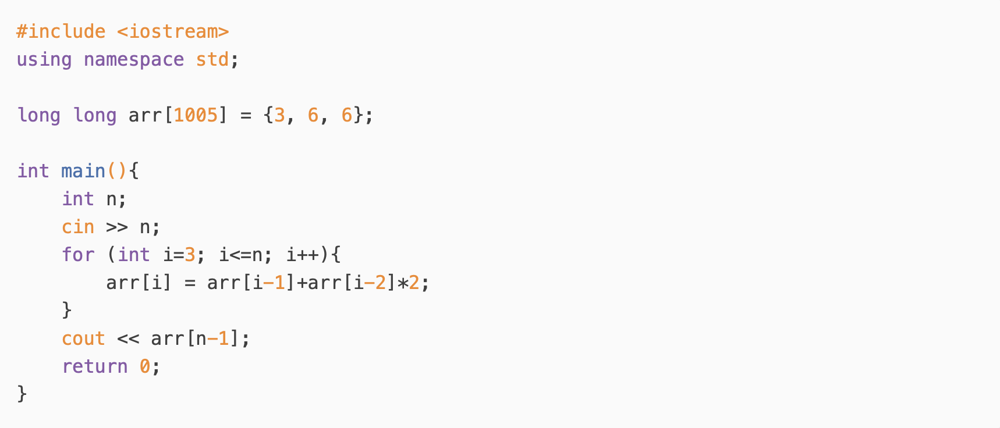 #include <iostream>
using namespace std;

long long arr[1005] = {3, 6, 6};

int main(){
    int n;
    cin >> n;
    for (int i=3; i<=n; i++){
        arr[i] = arr[i-1]+arr[i-2]*2;
    }
    cout << arr[n-1];
    return 0;
}